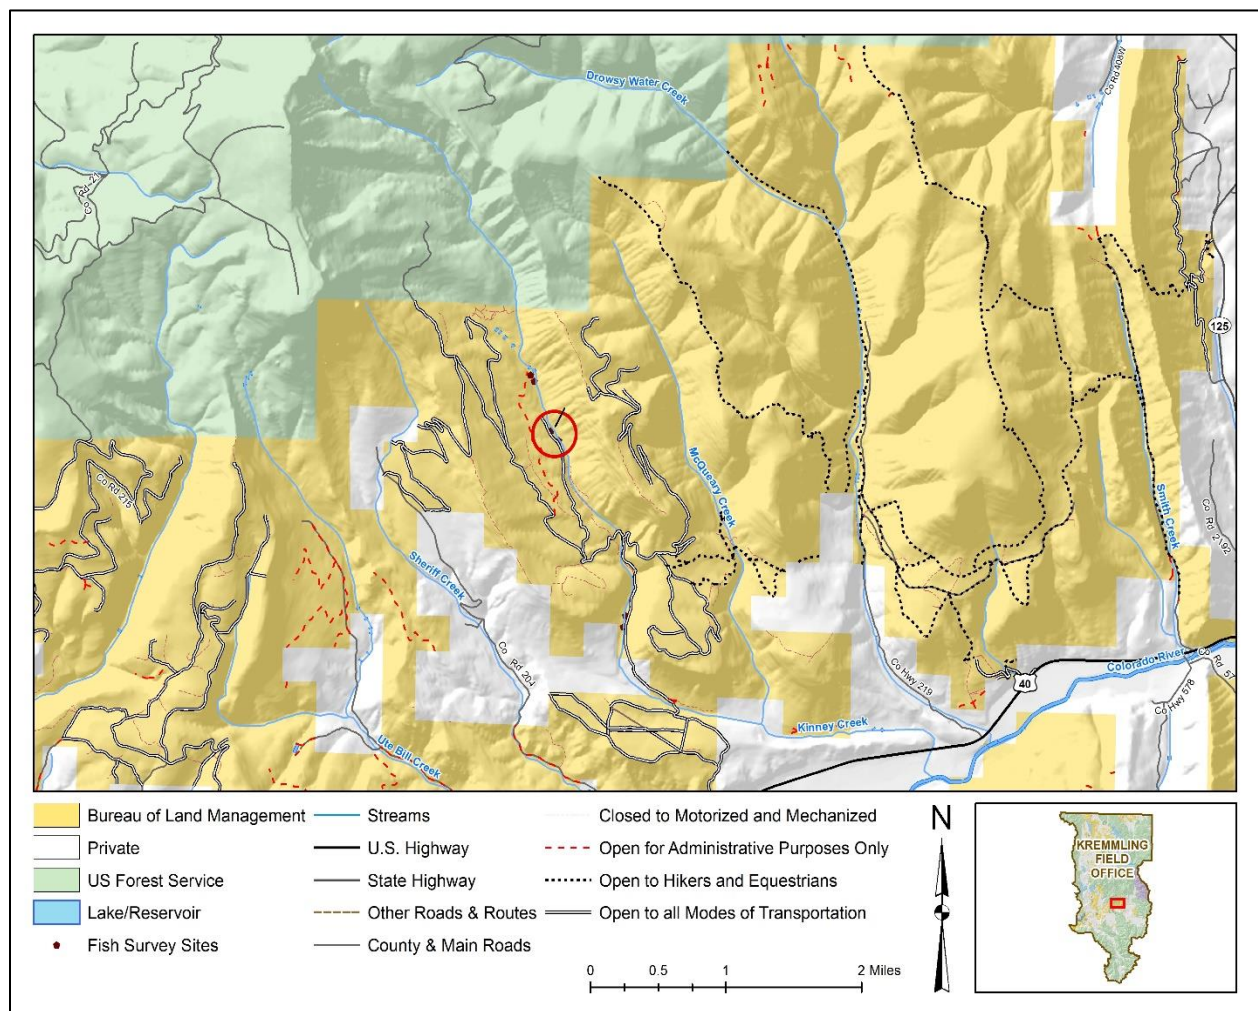 Drowsy Water Creek
Co Rd 408W
Co Rd-21
125
Co Rd 215
McQueary Creek
Smith Creek
Co Rd 2192
Sheriff Creek
Co Rd 204
Co Hwy 219
40
Colorado River
Co Rd 57
Co Hwy 578
Kinney Creek
Ute Bill Creek
Bureau of Land Management
Private
US Forest Service
Lake/Reservoir
Fish Survey Sites
Streams
U.S. Highway
State Highway
Other Roads & Routes
County & Main Roads
Closed to Motorized and Mechanized
Open for Administrative Purposes Only
Open to Hikers and Equestrians
Open to all Modes of Transportation
0 0.5 1 2 Miles
N
KREMMLING
FIELD
OFFICE